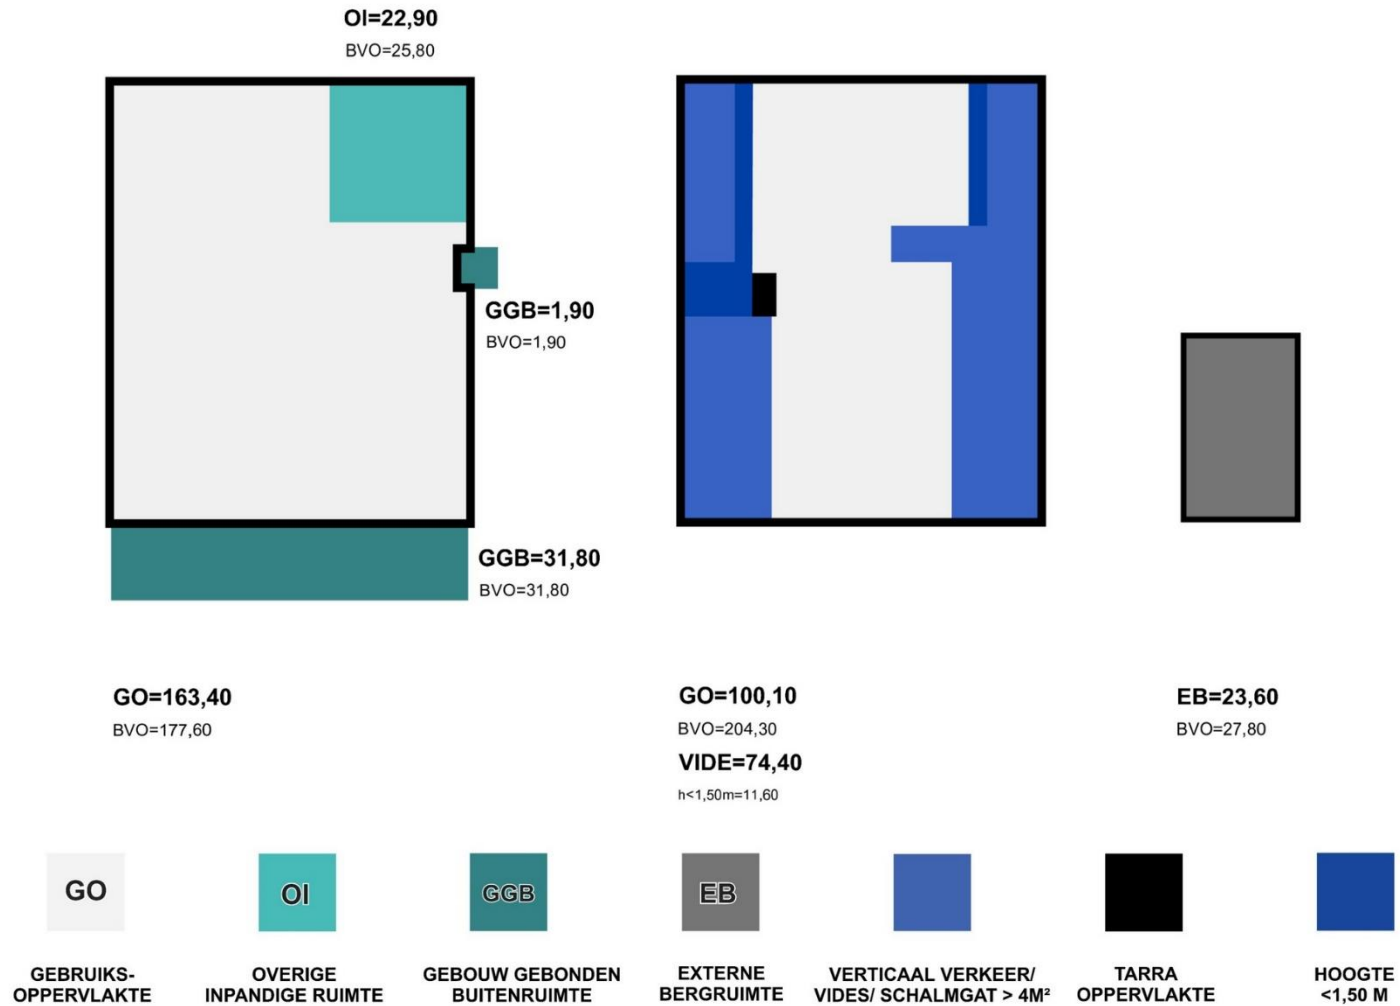 OI=22,90
BVO=25,80
GGB=1,90
BVO=1,90
GGB=31,80
BVO=31,80
GO=163,40
BVO=177,60
GO=100,10
BVO=204,30
VIDE=74,40
h<1,50m=11,60
EB=23,60
BVO=27,80
GO
OI
GGB
EB
GEBRUIKS-
OPPERVLAKTE
OVERIGE
INPANDIGE RUIMTE
GEBOUW GEBONDEN
BUITENRUIMTE
EXTERNE
BERGRUIMTE
VERTICAAL VERKEER/
VIDES/ SCHALMGAT > 4M²
TARRA
OPPERVLAKTE
HOOGTE
<1,50 M